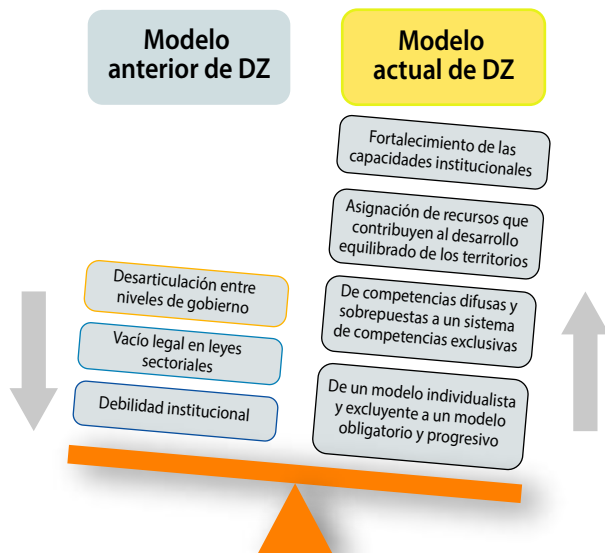 Modelo
anterior de DZ
Desarticulación entre
niveles de gobierno
Vacío legal en leyes
sectoriales
Debilidad institucional
Modelo
actual de DZ
Fortalecimiento de las
capacidades institucionales
Asignación de recursos que
contribuyen al desarrollo
equilibrado de los territorios
De competencias difusas y
sobrepuestas a un sistema
de competencias exclusivas
De un modelo individualista
y excluyente a un modelo
obligatorio y progresivo